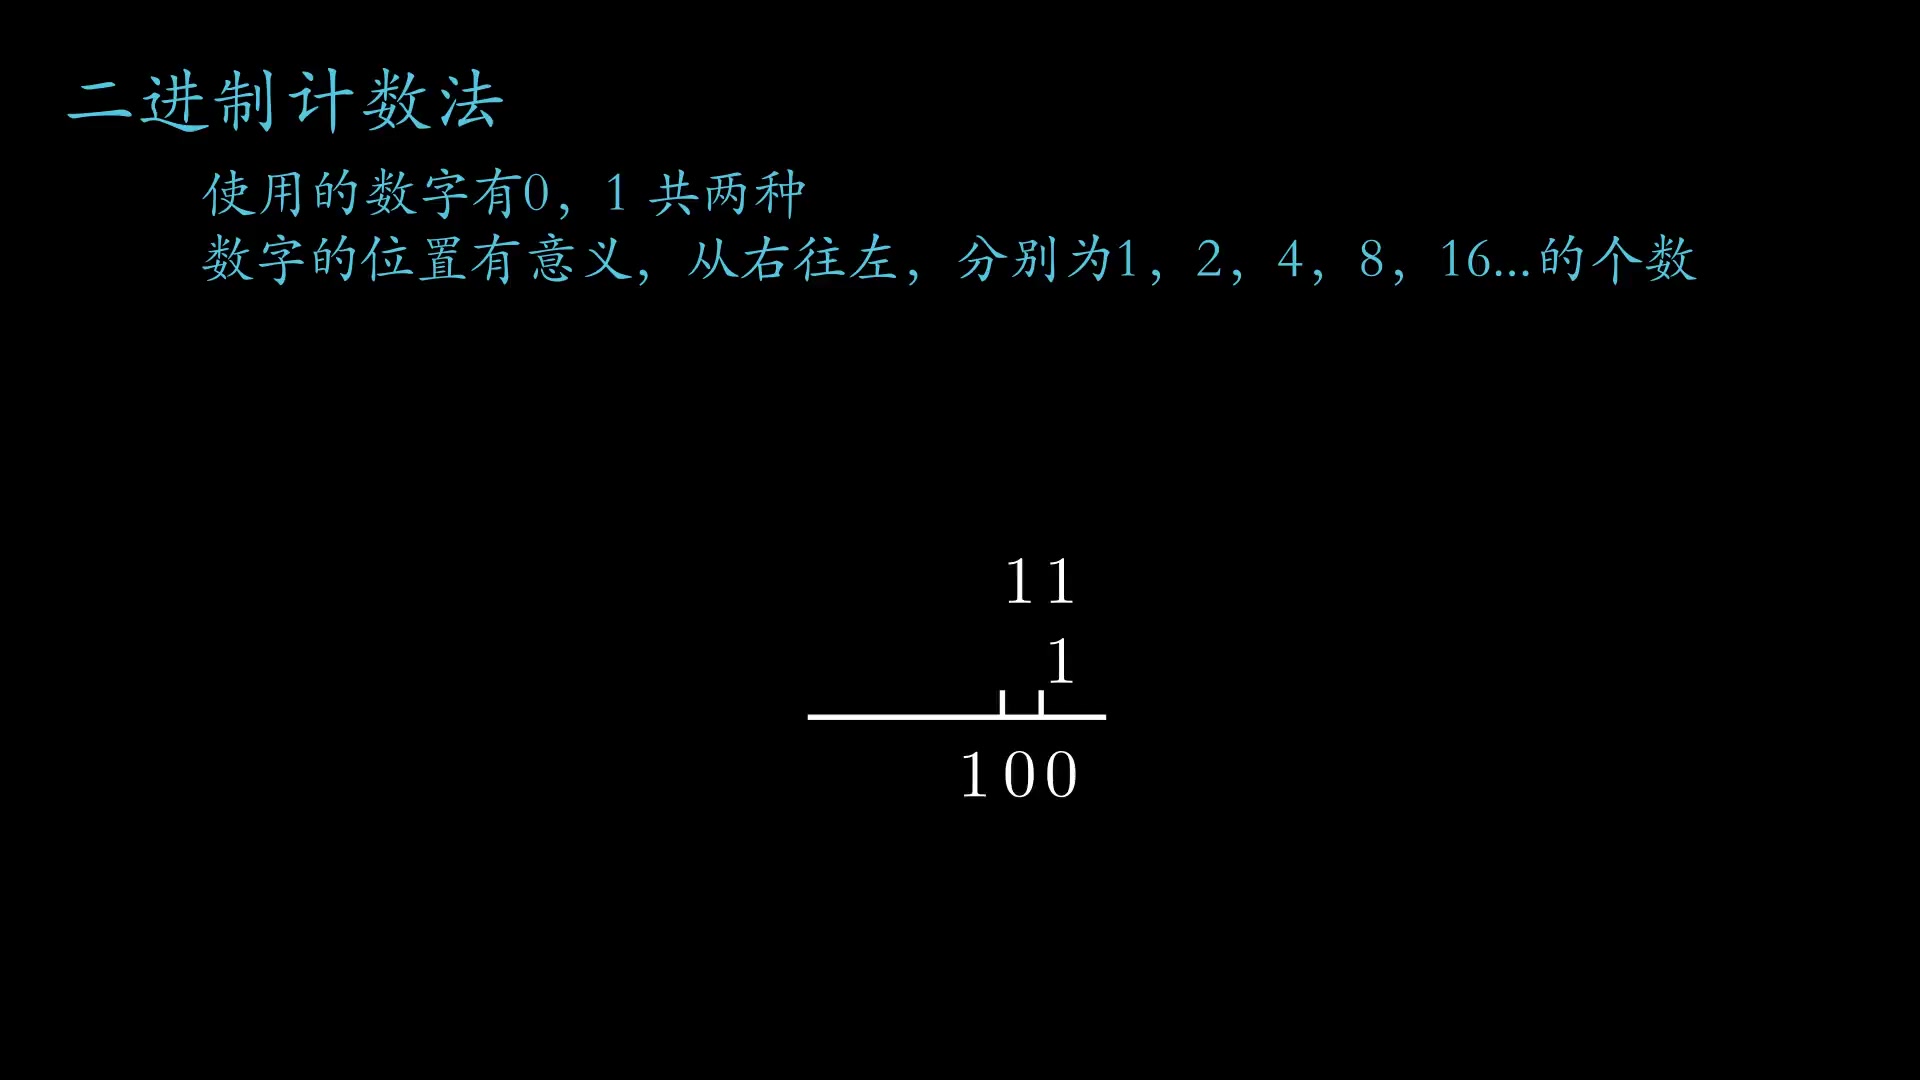 二进制计数法
使用的数字有0，1 共两种
数字的位置有意义，从右往左，分别为1，2，4，8，16...的个数
11
1
100